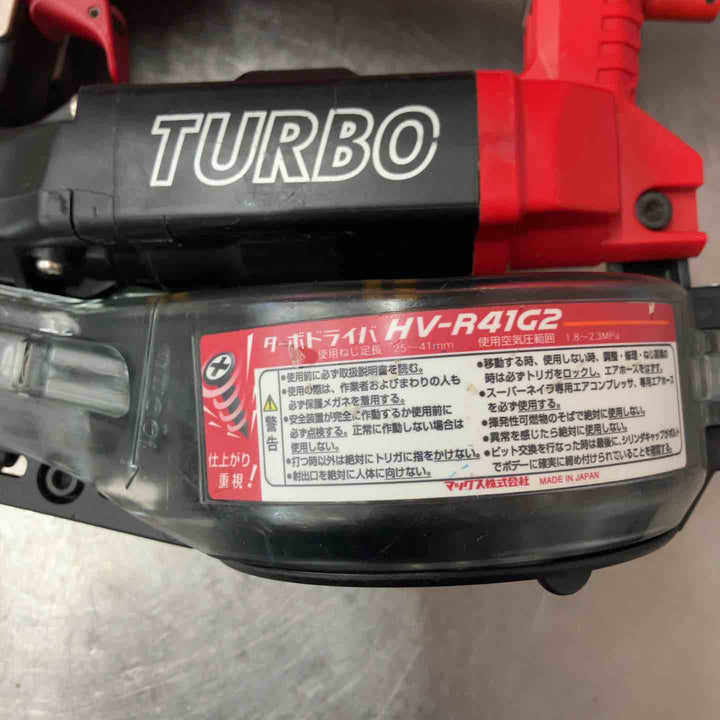 TURBO
ターボドライバ HV-R41G2
使用ねじ足長 25~41mm 使用空気圧範囲 1.8~2.3MPa
仕上がり
重視!
警告
•使用前に必ず取扱説明書を読む。
•使用の際は、作業者およびまわりの人も
必ず保護メガネを着用する。
•安全装置が完全に作動するか使用前に
必ず点検する。正常に作動しない場合は
使用しない。
•打つ時以外は絶対にトリガに指をかけない。
•射出口を絶対に人体に向けない。
•移動する時、使用しない時、調整・修理・ねじ装填の
時は必ずトリガをロックし、エアホースをはずす。
•スーパーネイラ専用エアコンプレッサ、専用エアホース
を必ず使用する。
•揮発性可燃物のそばで絶対に使用しない。
•異常を感じたら絶対に使用しない。
•ビット交換を行なった時は最後に、シリンダキャップがボルト
でボデーに確実に締め付けられていることを確認する。
マックス株式会社 MADE IN JAPAN